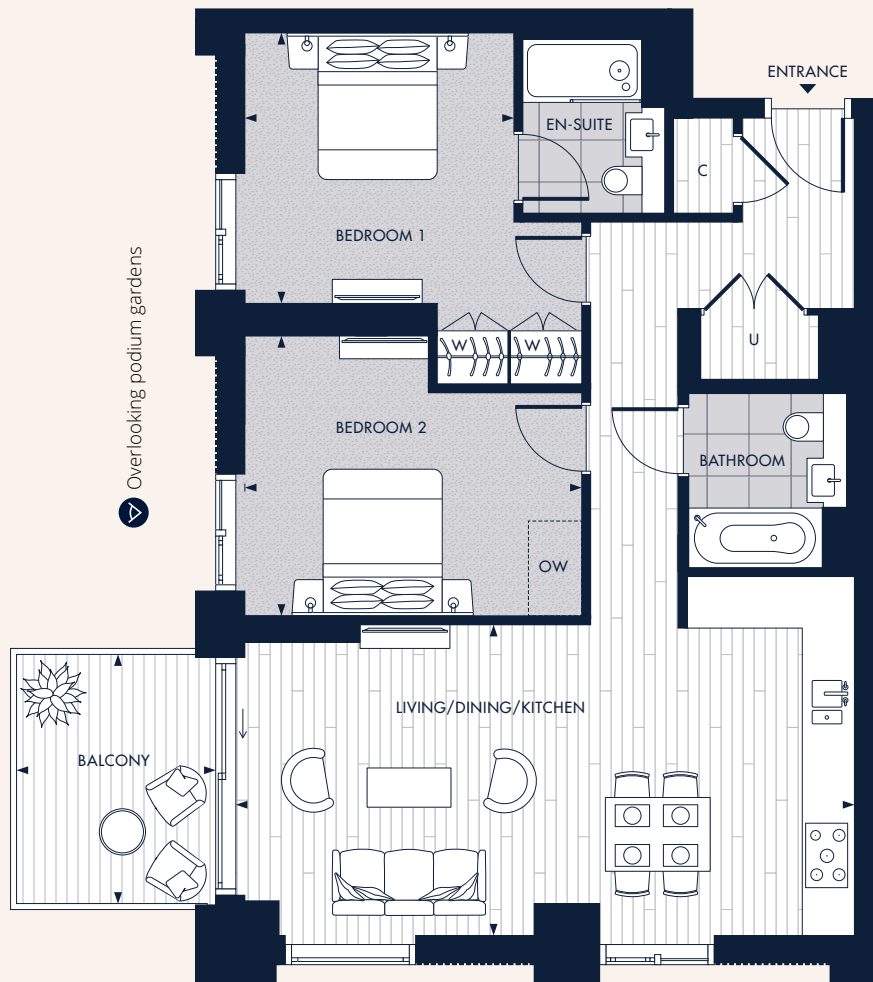 ENTRANCE
EN-SUITE
C
BEDROOM 1
Overlooking podium gardens
U
W W
BEDROOM 2
BATHROOM
OW
LIVING/DINING/KITCHEN
BALCONY